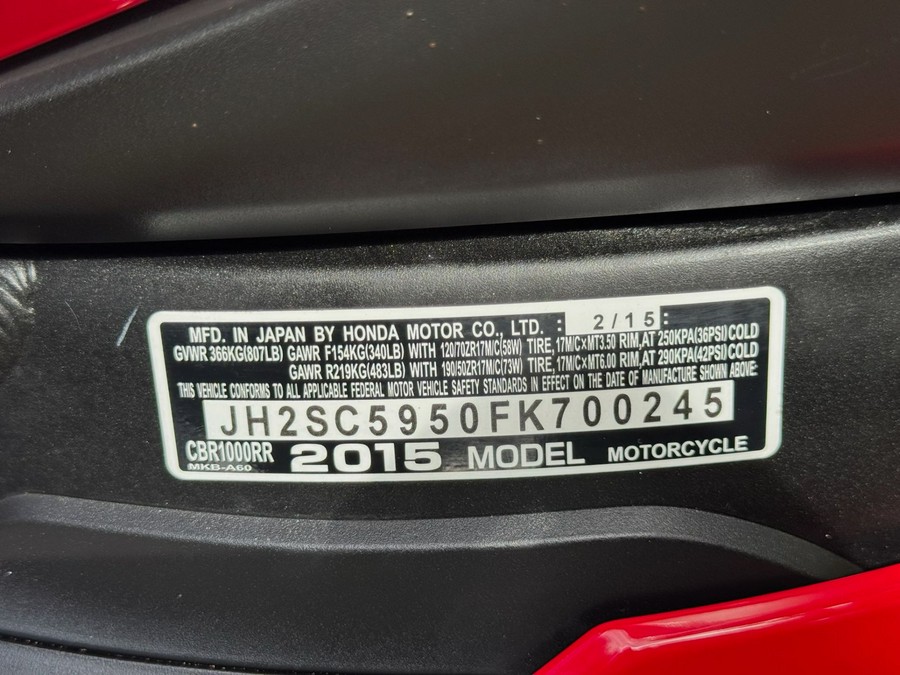 MFD. IN JAPAN BY HONDA MOTOR CO., LTD. : 2/15 :
GVWR 366KG(807LB) GAWR F154KG(340LB) WITH 120/70ZR17M/C(58W) TIRE, 17M/C×MT3.50 RIM, AT 250KPA(36PSI)COLD
GAWR R219KG(483LB) WITH 190/50ZR17M/C(73W) TIRE, 17M/C×MT6.00 RIM, AT 290KPA(42PSI)COLD
THIS VEHICLE CONFORMS TO ALL APPLICABLE FEDERAL MOTOR VEHICLE SAFETY STANDARDS IN EFFECT ON THE DATE OF MANUFACTURE SHOWN ABOVE.
JH2SC5950FK700245
CBR1000RR 2015 MODEL MOTORCYCLE
MKB-A60